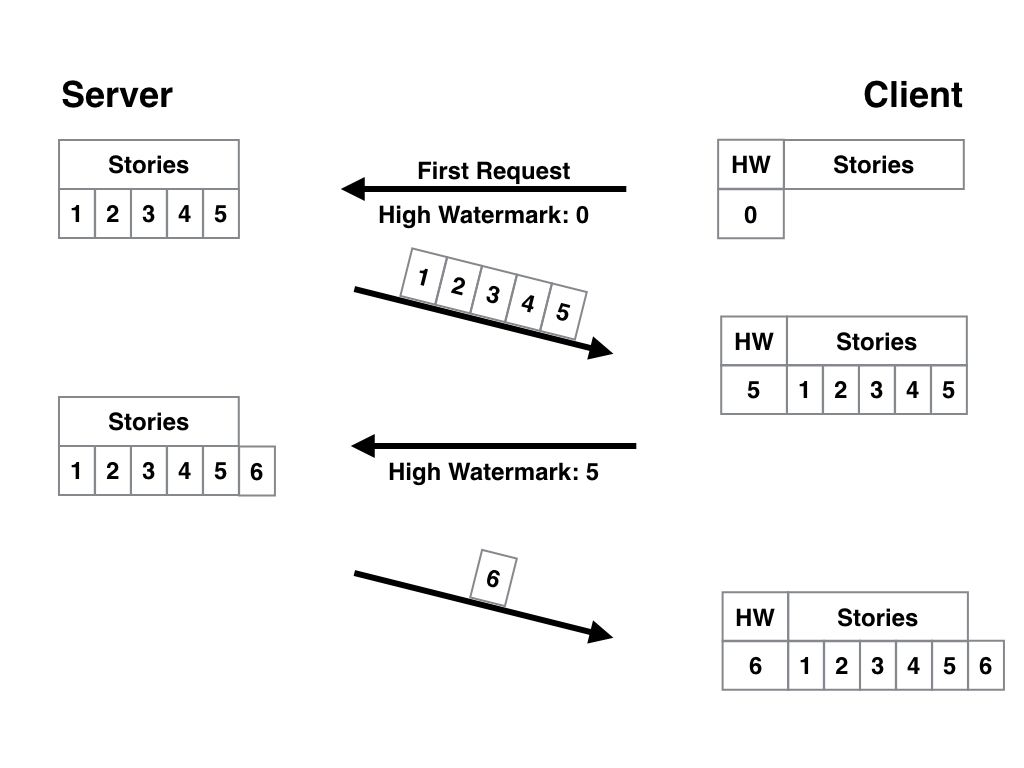 Server
Client
Stories
1 2 3 4 5
First Request
High Watermark: 0
HW Stories
0
1 2 3 4 5
HW Stories
5 1 2 3 4 5
Stories
1 2 3 4 5 6
High Watermark: 5
6
HW Stories
6 1 2 3 4 5 6